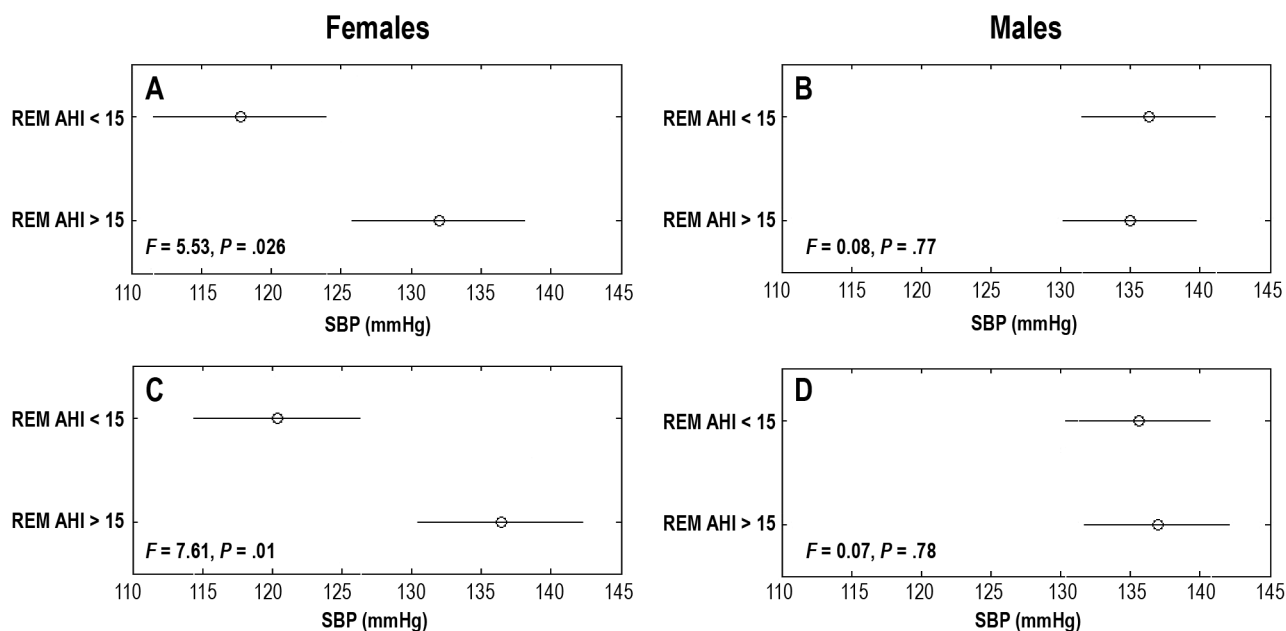 Females
Males
A
REM AHI < 15
REM AHI > 15
F = 5.53, P = .026
110 115 120 125 130 135 140 145
SBP (mmHg)
B
REM AHI < 15
REM AHI > 15
F = 0.08, P = .77
110 115 120 125 130 135 140 145
SBP (mmHg)
C
REM AHI < 15
REM AHI > 15
F = 7.61, P = .01
110 115 120 125 130 135 140 145
SBP (mmHg)
D
REM AHI < 15
REM AHI > 15
F = 0.07, P = .78
110 115 120 125 130 135 140 145
SBP (mmHg)